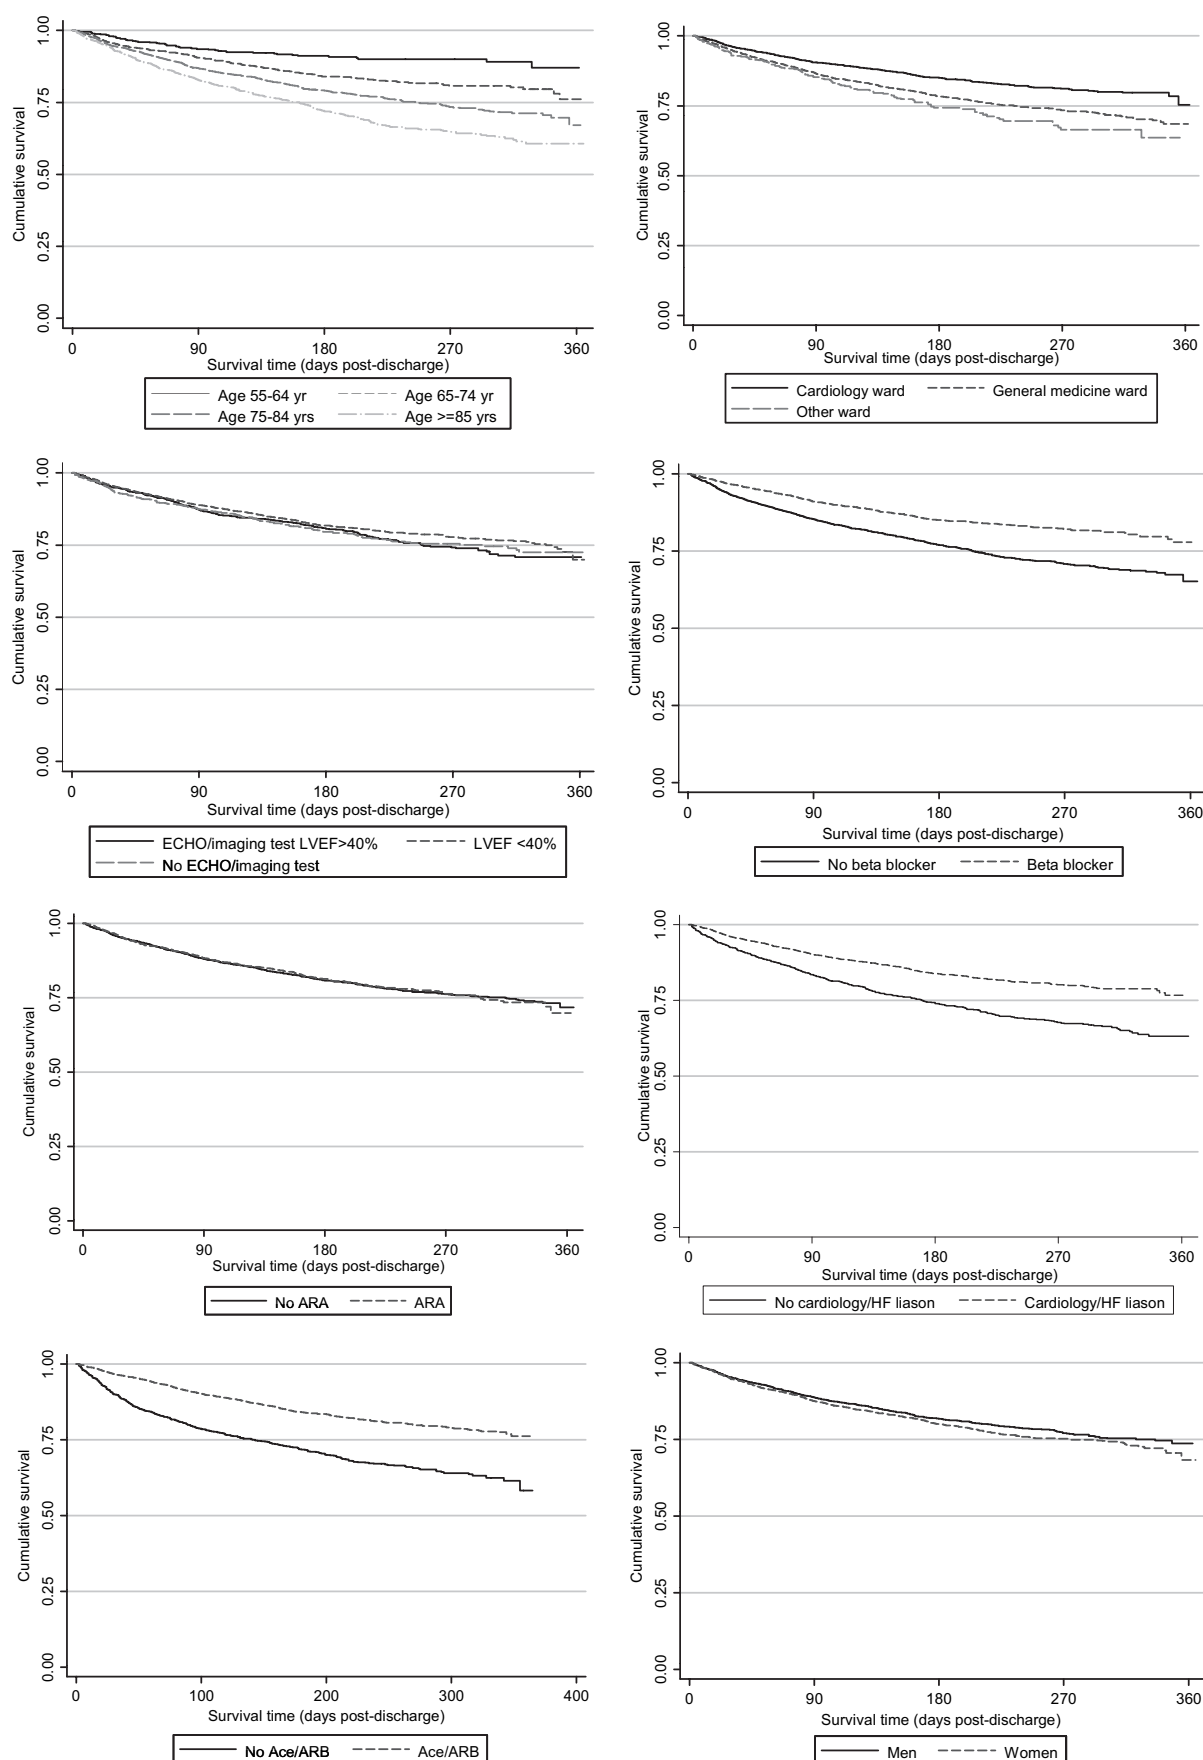 Cumulative survival
1.00
0.75
0.50
0.25
0.00
0 90 180 270 360
Survival time (days post-discharge)
Age 55-64 yr Age 65-74 yr
Age 75-84 yrs Age >=85 yrs
Cumulative survival
1.00
0.75
0.50
0.25
0.00
0 90 180 270 360
Survival time (days post-discharge)
Cardiology ward General medicine ward
Other ward
Cumulative survival
1.00
0.75
0.50
0.25
0.00
0 90 180 270 360
Survival time (days post-discharge)
ECHO/imaging test LVEF>40% LVEF <40%
No ECHO/imaging test
Cumulative survival
1.00
0.75
0.50
0.25
0.00
0 90 180 270 360
Survival time (days post-discharge)
No beta blocker Beta blocker
Cumulative survival
1.00
0.75
0.50
0.25
0.00
0 90 180 270 360
Survival time (days post-discharge)
No ARA ARA
Cumulative survival
1.00
0.75
0.50
0.25
0.00
0 90 180 270 360
Survival time (days post-discharge)
No cardiology/HF liason Cardiology/HF liason
Cumulative survival
1.00
0.75
0.50
0.25
0.00
0 100 200 300 400
Survival time (days post-discharge)
No Ace/ARB Ace/ARB
Cumulative survival
1.00
0.75
0.50
0.25
0.00
0 90 180 270 360
Survival time (days post-discharge)
Men Women